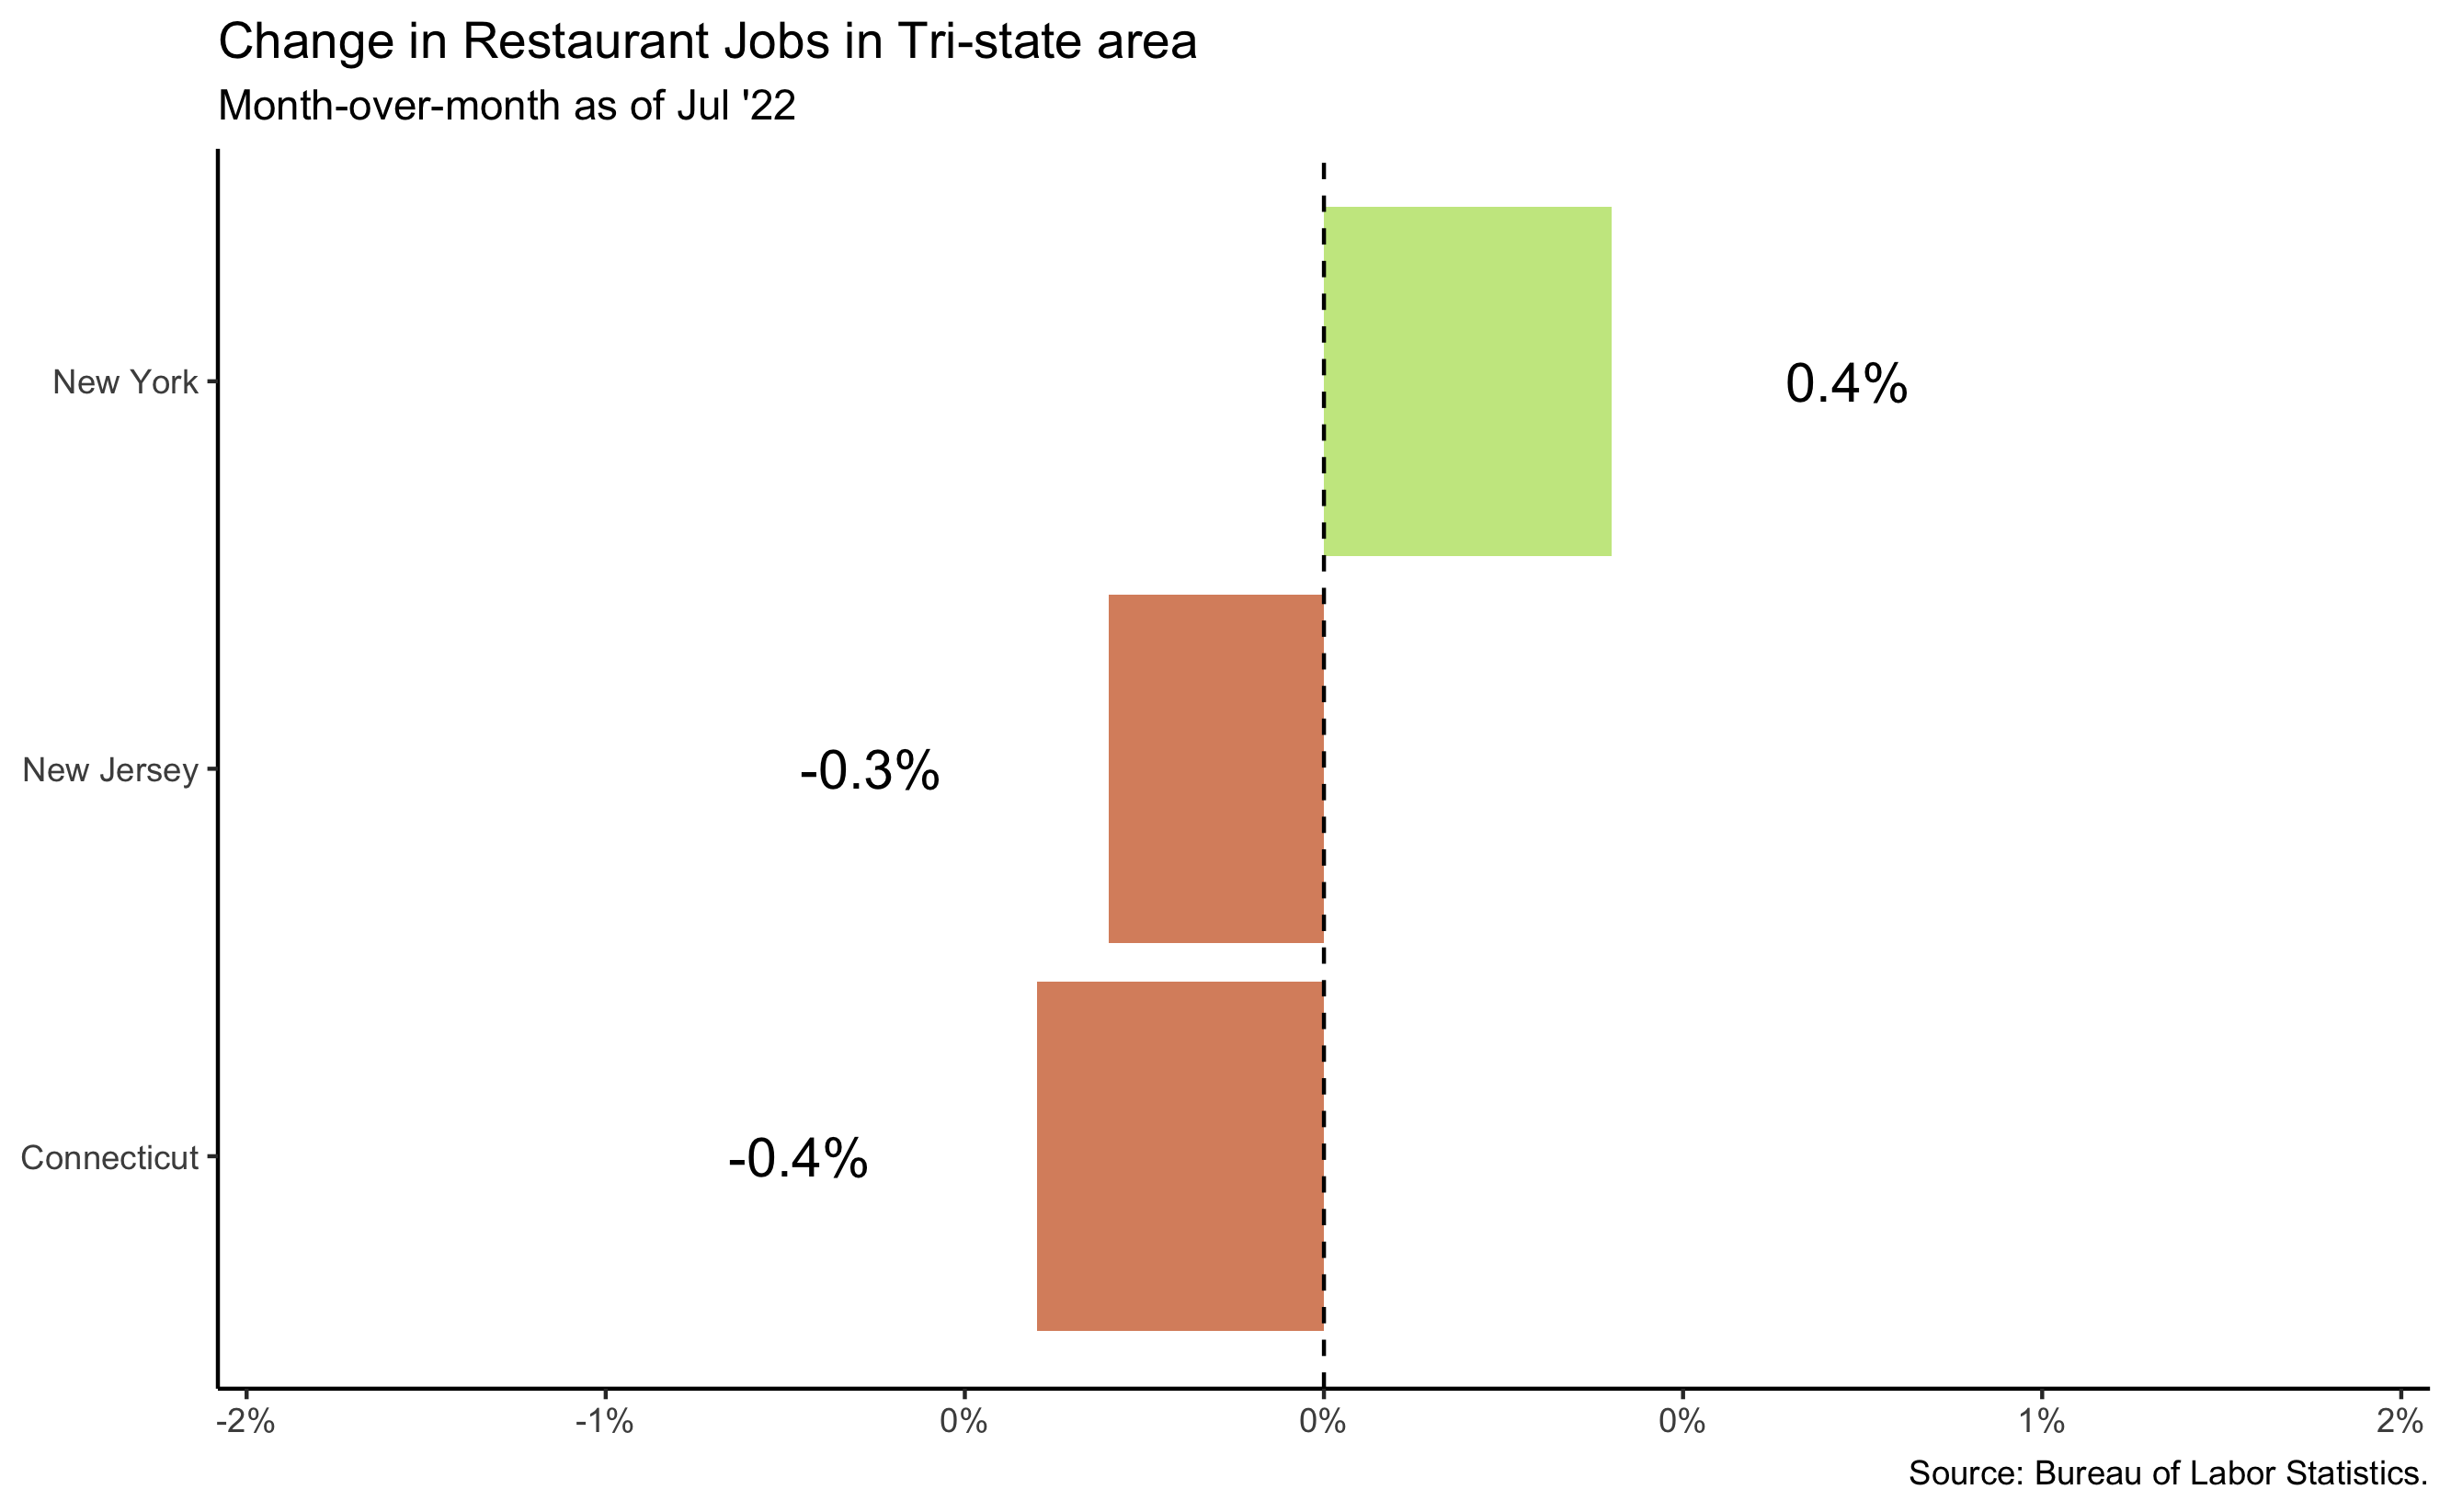 Change in Restaurant Jobs in Tri-state area
Month-over-month as of Jul '22
New York
0.4%
New Jersey
-0.3%
Connecticut
-0.4%
-2% -1% 0% 0% 0% 1% 2%
Source: Bureau of Labor Statistics.